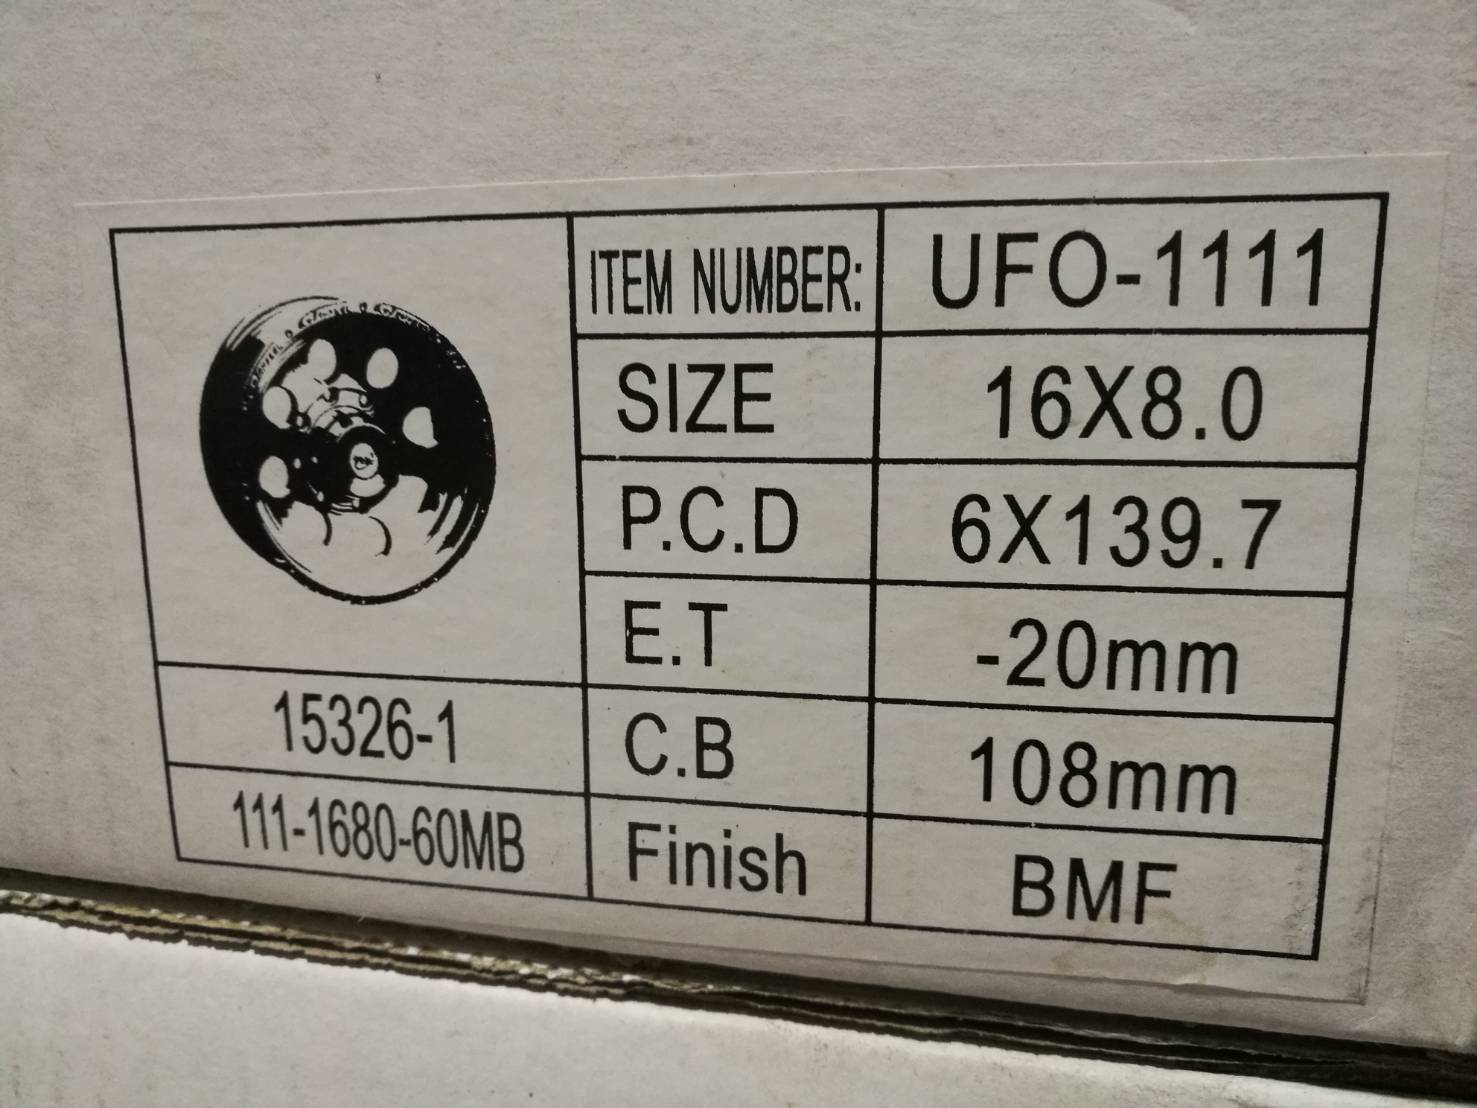 ITEM NUMBER: UFO-1111
SIZE 16X8.0
P.C.D 6X139.7
E.T -20mm
C.B 108mm
Finish BMF
15326-1
111-1680-60MB